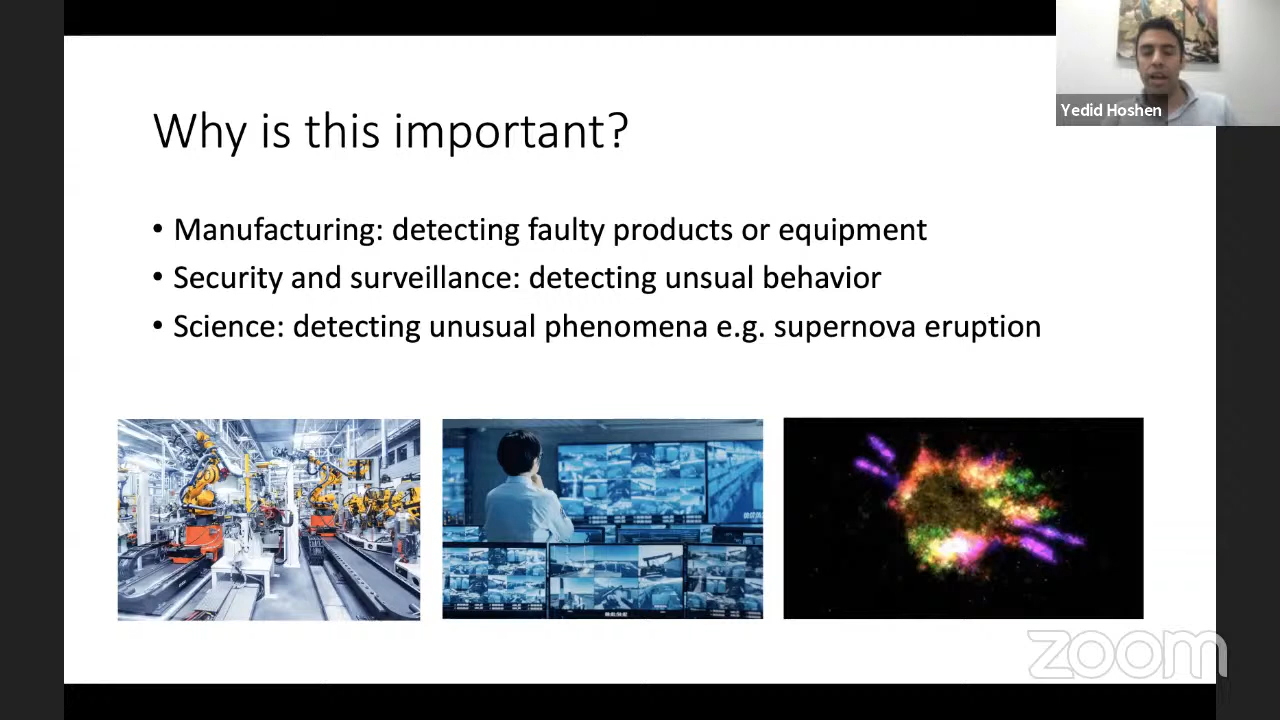 Why is this important?
• Manufacturing: detecting faulty products or equipment
• Security and surveillance: detecting unsual behavior
• Science: detecting unusual phenomena e.g. supernova eruption
Yedid Hoshen
zoom